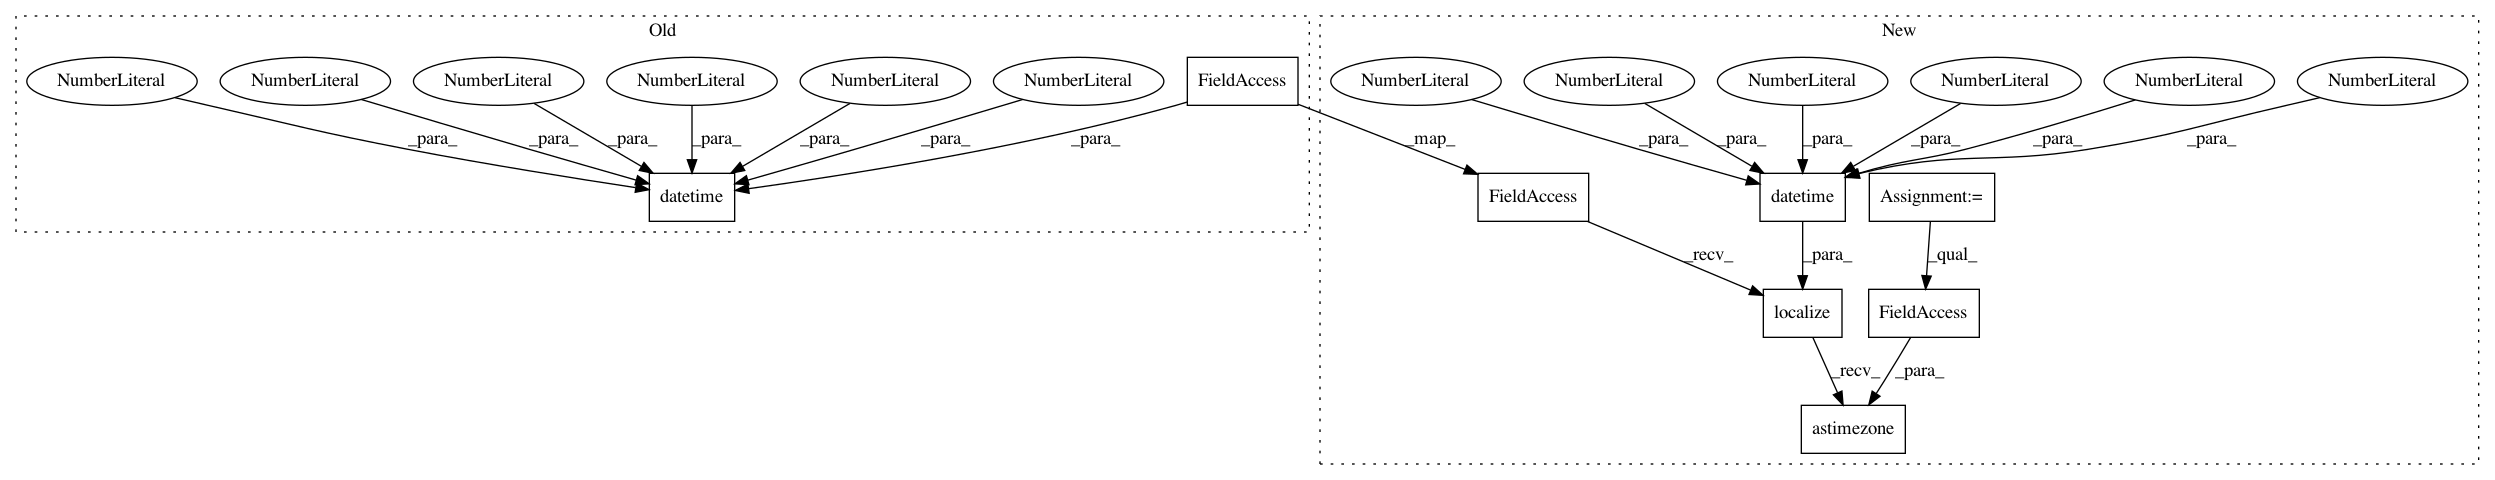 Old
New
NumberLiteral
NumberLiteral
NumberLiteral
NumberLiteral
NumberLiteral
NumberLiteral
FieldAccess
NumberLiteral
NumberLiteral
NumberLiteral
NumberLiteral
NumberLiteral
NumberLiteral
_para_
_para_
_para_
_para_
_para_
_para_
_para_
_map_
_para_
_para_
_para_
_para_
_para_
_para_
datetime
FieldAccess
datetime
Assignment:=
_recv_
_para_
_qual_
localize
FieldAccess
_recv_
_para_
astimezone